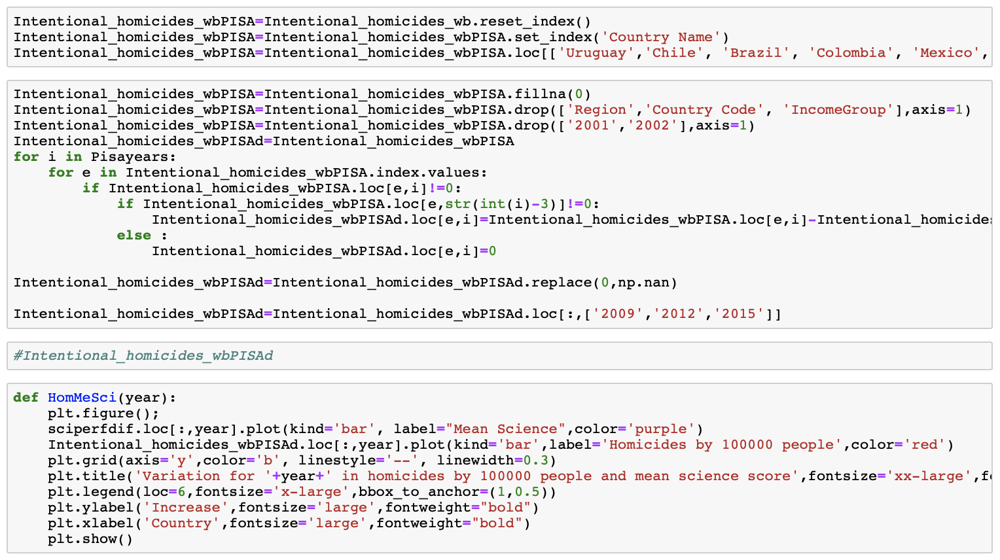 Intentional_homicides_wbPISA=Intentional_homicides_wb.reset_index()
Intentional_homicides_wbPISA=Intentional_homicides_wbPISA.set_index('Country Name')
Intentional_homicides_wbPISA=Intentional_homicides_wbPISA.loc[['Uruguay','Chile', 'Brazil', 'Colombia', 'Mexico',
Intentional_homicides_wbPISA=Intentional_homicides_wbPISA.fillna(0)
Intentional_homicides_wbPISA=Intentional_homicides_wbPISA.drop(['Region','Country Code', 'IncomeGroup'],axis=1)
Intentional_homicides_wbPISA=Intentional_homicides_wbPISA.drop(['2001','2002'],axis=1)
Intentional_homicides_wbPISAd=Intentional_homicides_wbPISA
for i in Pisayears:
    for e in Intentional_homicides_wbPISA.index.values:
        if Intentional_homicides_wbPISA.loc[e,i]!=0:
            if Intentional_homicides_wbPISA.loc[e,str(int(i)-3)]!=0:
                Intentional_homicides_wbPISAd.loc[e,i]=Intentional_homicides_wbPISA.loc[e,i]-Intentional_homicides
            else :
                Intentional_homicides_wbPISAd.loc[e,i]=0
Intentional_homicides_wbPISAd=Intentional_homicides_wbPISAd.replace(0,np.nan)
Intentional_homicides_wbPISAd=Intentional_homicides_wbPISAd.loc[:,['2009','2012','2015']]
#Intentional_homicides_wbPISAd
def HomMeSci(year):
    plt.figure();
    sciperfdif.loc[:,year].plot(kind='bar', label="Mean Science",color='purple')
    Intentional_homicides_wbPISAd.loc[:,year].plot(kind='bar',label='Homicides by 100000 people',color='red')
    plt.grid(axis='y',color='b', linestyle='--', linewidth=0.3)
    plt.title('Variation for '+year+' in homicides by 100000 people and mean science score',fontsize='xx-large',f
    plt.legend(loc=6,fontsize='x-large',bbox_to_anchor=(1,0.5))
    plt.ylabel('Increase',fontsize='large',fontweight="bold")
    plt.xlabel('Country',fontsize='large',fontweight="bold")
    plt.show()